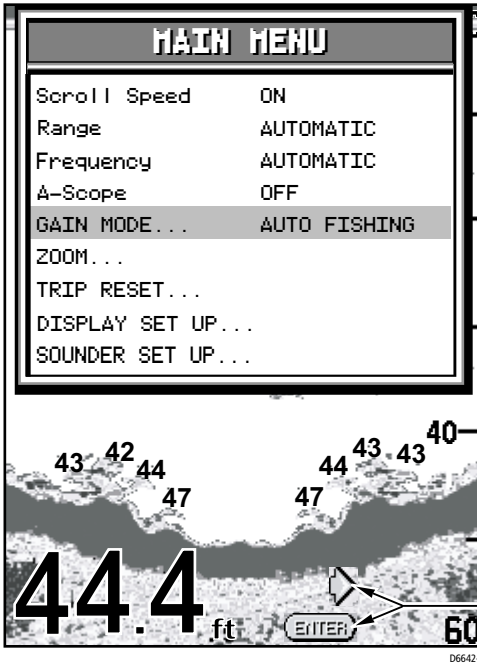 MAIN MENU
Scroll Speed ON
Range AUTOMATIC
Frequency AUTOMATIC
A-Scope OFF
GAIN MODE... AUTO FISHING
ZOOM...
TRIP RESET...
DISPLAY SET UP...
SOUNDER SET UP...
40
43 42 44 47 47 44 43 43
44.4 ft
ENTER
60
D6642